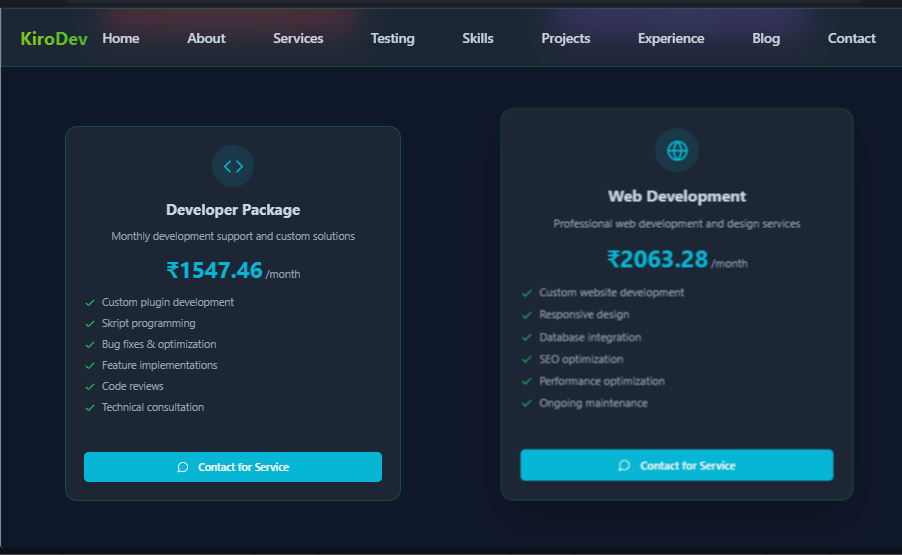 KiroDev Home About Services Testing Skills Projects Experience Blog Contact
Developer Package
Monthly development support and custom solutions
₹1547.46 /month
Custom plugin development
Skript programming
Bug fixes & optimization
Feature implementations
Code reviews
Technical consultation
Contact for Service
Web Development
Professional web development and design services
₹2063.28 /month
Custom website development
Responsive design
Database integration
SEO optimization
Performance optimization
Ongoing maintenance
Contact for Service